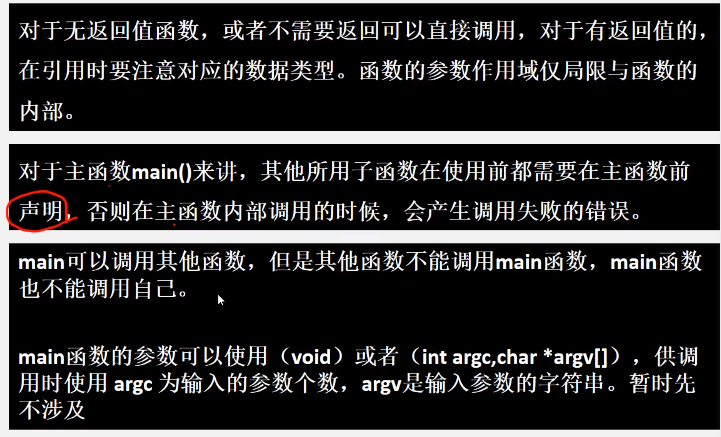 对于无返回值函数，或者不需要返回可以直接调用，对于有返回值的，
在引用时要注意对应的数据类型。函数的参数作用域仅局限与函数的
内部。
对于主函数main()来讲，其他所用子函数在使用前都需要在主函数前
声明，否则在主函数内部调用的时候，会产生调用失败的错误。
main可以调用其他函数，但是其他函数不能调用main函数，main函数
也不能调用自己。
main函数的参数可以使用（void）或者（int argc,char *argv[]），供调
用时使用 argc 为输入的参数个数，argv是输入参数的字符串。暂时先
不涉及